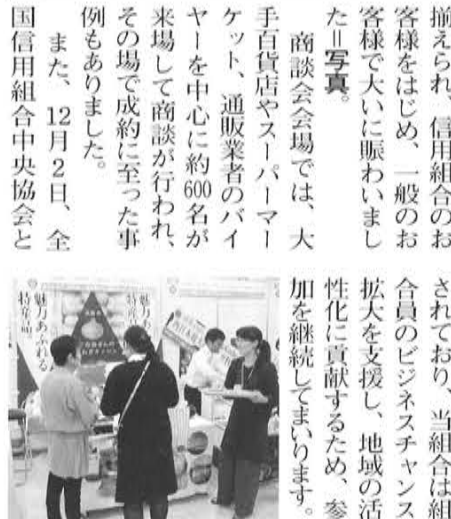 揃えられ、信用組合のお
客様をはじめ、一般のお
客様で大いに賑わいまし
た＝写真。
商談会会場では、大
手百貨店やスーパーマー
ケット、通販業者のバイ
ヤーを中心に約600名が
来場して商談が行われ、
その場で成約に至った事
例もありました。
また、12月2日、全
国信用組合中央協会と
されており、当組合は組
合員のビジネスチャンス
拡大を支援し、地域の活
性化に貢献するため、参
加を継続してまいります。
魅力あふれる
特産品
魅力あふれる
特産品